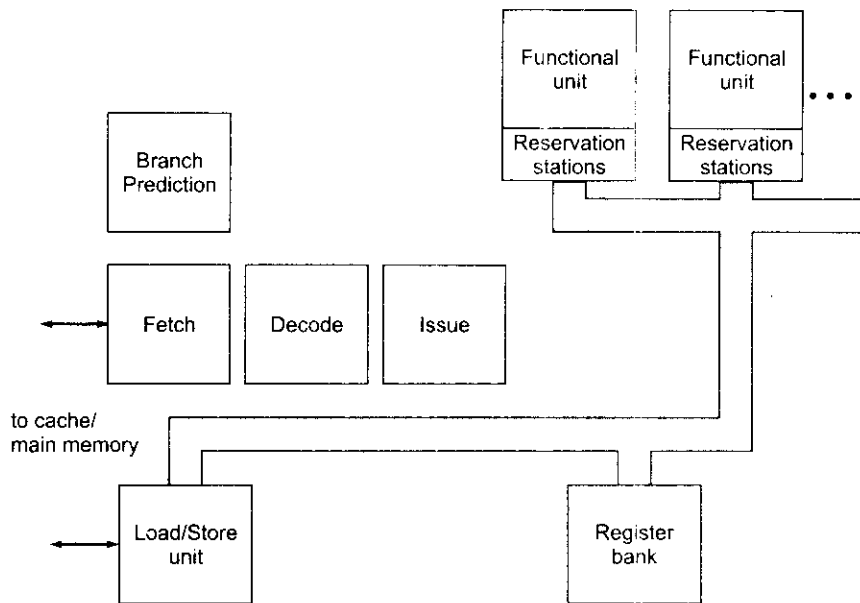 Functional
unit
Functional
unit
Reservation
stations
Reservation
stations
Branch
Prediction
Fetch
Decode
Issue
to cache/
main memory
Load/Store
unit
Register
bank